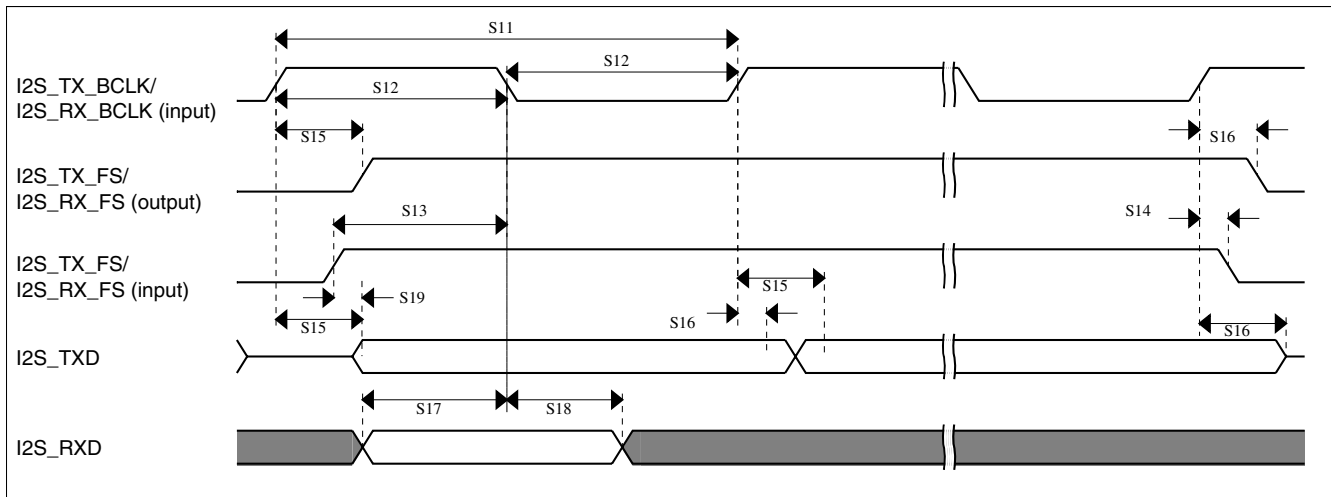 S11
I2S_TX_BCLK/
I2S_RX_BCLK (input)
S12
S12
S15
S16
I2S_TX_FS/
I2S_RX_FS (output)
S13
S14
I2S_TX_FS/
I2S_RX_FS (input)
S19
S15
S15
S16
S16
I2S_TXD
S17
S18
I2S_RXD